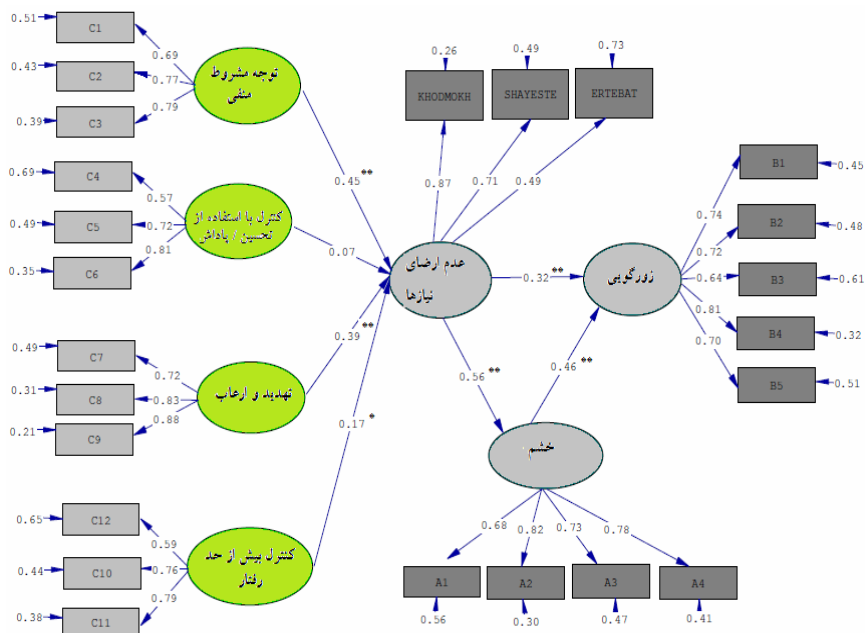 0.51
C1
0.69
0.43
C2
0.77
0.39
C3
0.79
توجه مشروط
منفی
0.69
C4
0.57
0.49
C5
0.72
0.35
C6
0.81
کنترل با استفاده از
تحسین / پاداش
0.49
C7
0.72
0.31
C8
0.83
0.21
C9
0.88
تهدید و ارعاب
0.65
C12
0.59
0.44
C10
0.76
0.38
C11
0.79
کنترل بیش از حد
رفتار
0.45 **
0.07
0.39 **
0.17 *
0.26
0.49
0.73
KHODMOKH
SHAYESTE
ERTEBAT
0.87
0.71
0.49
عدم ارضای
نیازها
0.32 **
0.56 **
0.46 **
زورگویی
خشم
0.74
B1
0.45
0.72
B2
0.48
0.64
B3
0.61
0.81
B4
0.32
0.70
B5
0.51
0.68
0.82
0.73
0.78
A1
A2
A3
A4
0.56
0.30
0.47
0.41